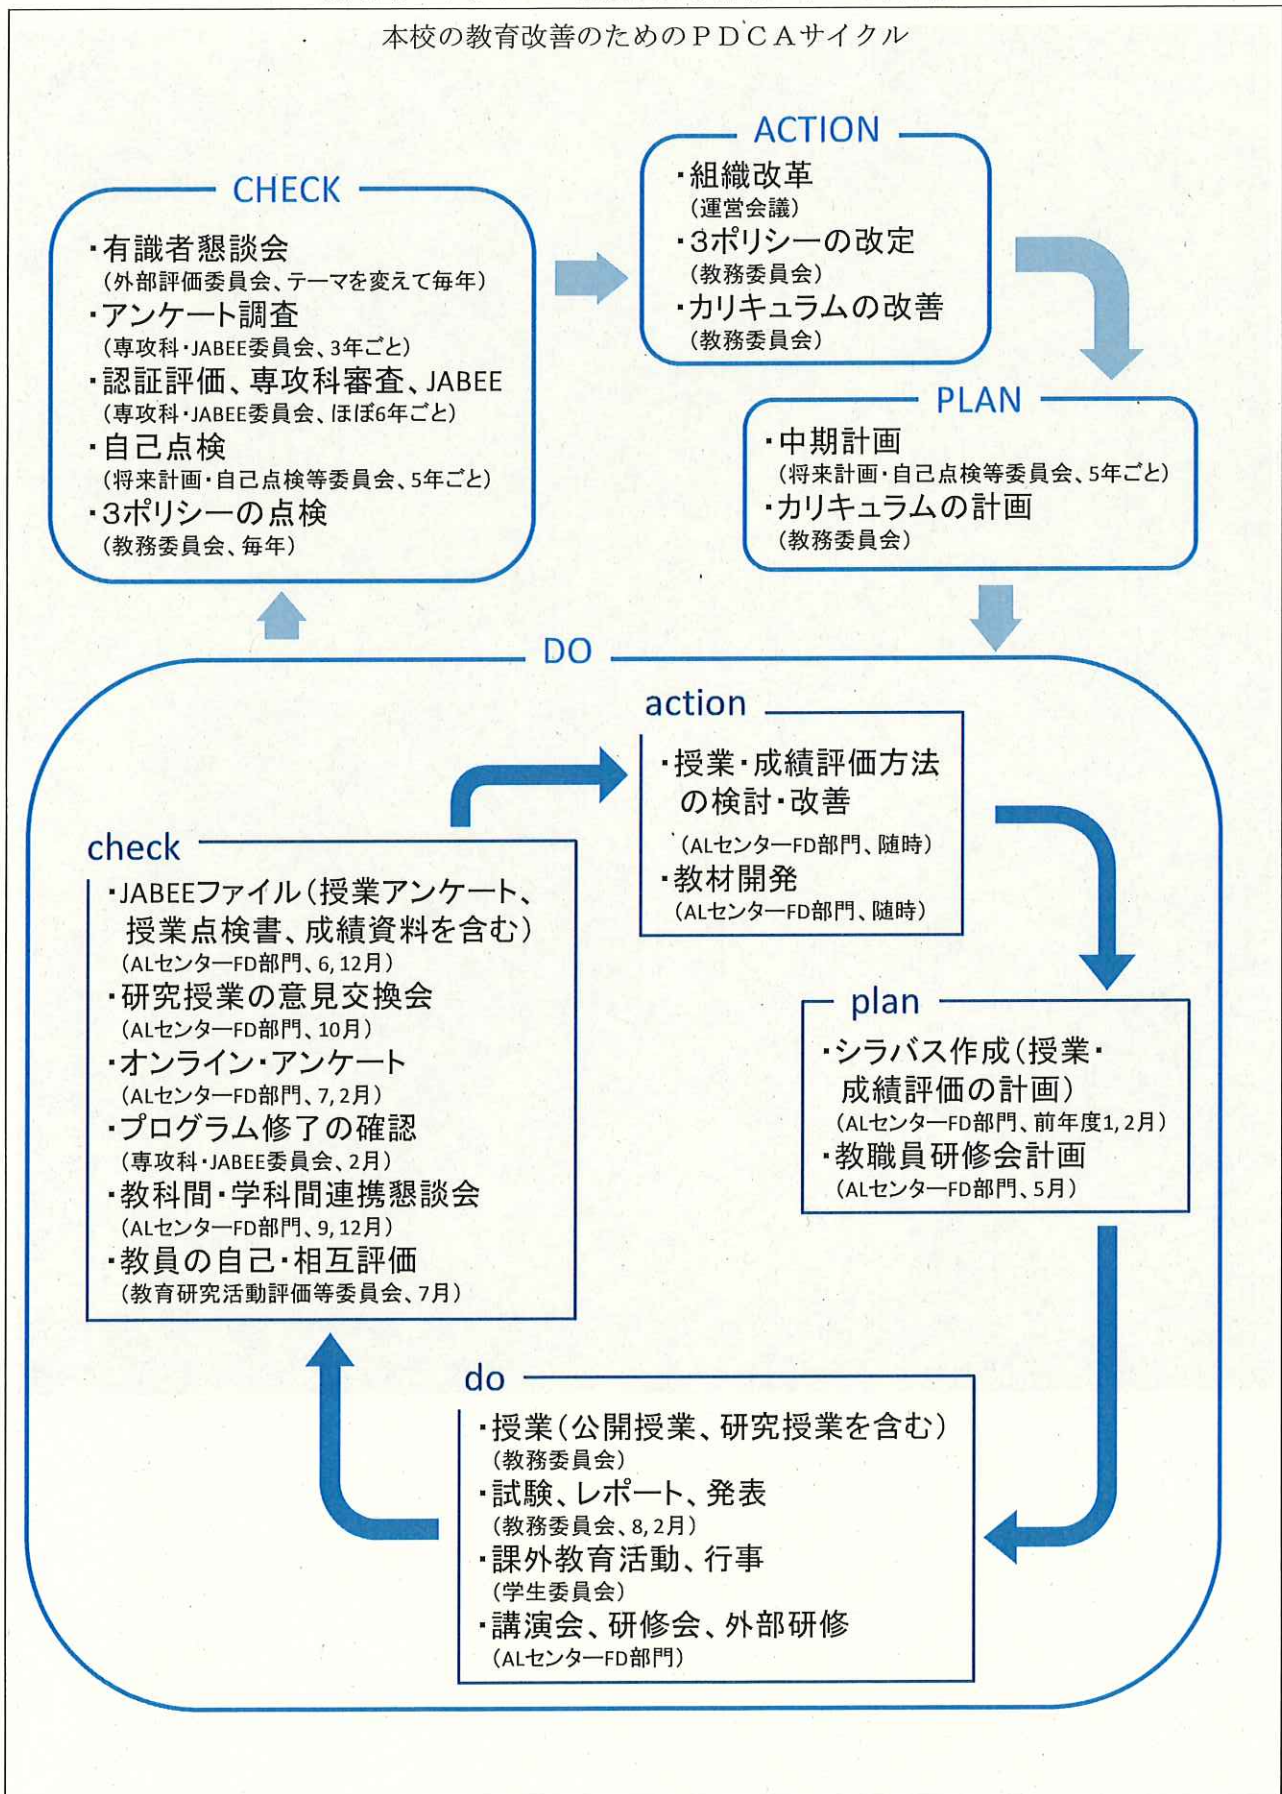 本校の教育改善のためのPDCAサイクル
ACTION
・組織改革
(運営会議)
・3ポリシーの改定
(教務委員会)
・カリキュラムの改善
(教務委員会)
CHECK
・有識者懇談会
(外部評価委員会、テーマを変えて毎年)
・アンケート調査
(専攻科・JABEE委員会、3年ごと)
・認証評価、専攻科審査、JABEE
(専攻科・JABEE委員会、ほぼ6年ごと)
・自己点検
(将来計画・自己点検等委員会、5年ごと)
・3ポリシーの点検
(教務委員会、毎年)
PLAN
・中期計画
(将来計画・自己点検等委員会、5年ごと)
・カリキュラムの計画
(教務委員会)
DO
action
・授業・成績評価方法
の検討・改善
(ALセンターFD部門、随時)
・教材開発
(ALセンターFD部門、随時)
check
・JABEEファイル(授業アンケート、
授業点検書、成績資料を含む)
(ALセンターFD部門、6,12月)
・研究授業の意見交換会
(ALセンターFD部門、10月)
・オンライン・アンケート
(ALセンターFD部門、7,2月)
・プログラム修了の確認
(専攻科・JABEE委員会、2月)
・教科間・学科間連携懇談会
(ALセンターFD部門、9,12月)
・教員の自己・相互評価
(教育研究活動評価等委員会、7月)
plan
・シラバス作成(授業・
成績評価の計画)
(ALセンターFD部門、前年度1,2月)
・教職員研修会計画
(ALセンターFD部門、5月)
do
・授業(公開授業、研究授業を含む)
(教務委員会)
・試験、レポート、発表
(教務委員会、8,2月)
・課外教育活動、行事
(学生委員会)
・講演会、研修会、外部研修
(ALセンターFD部門)